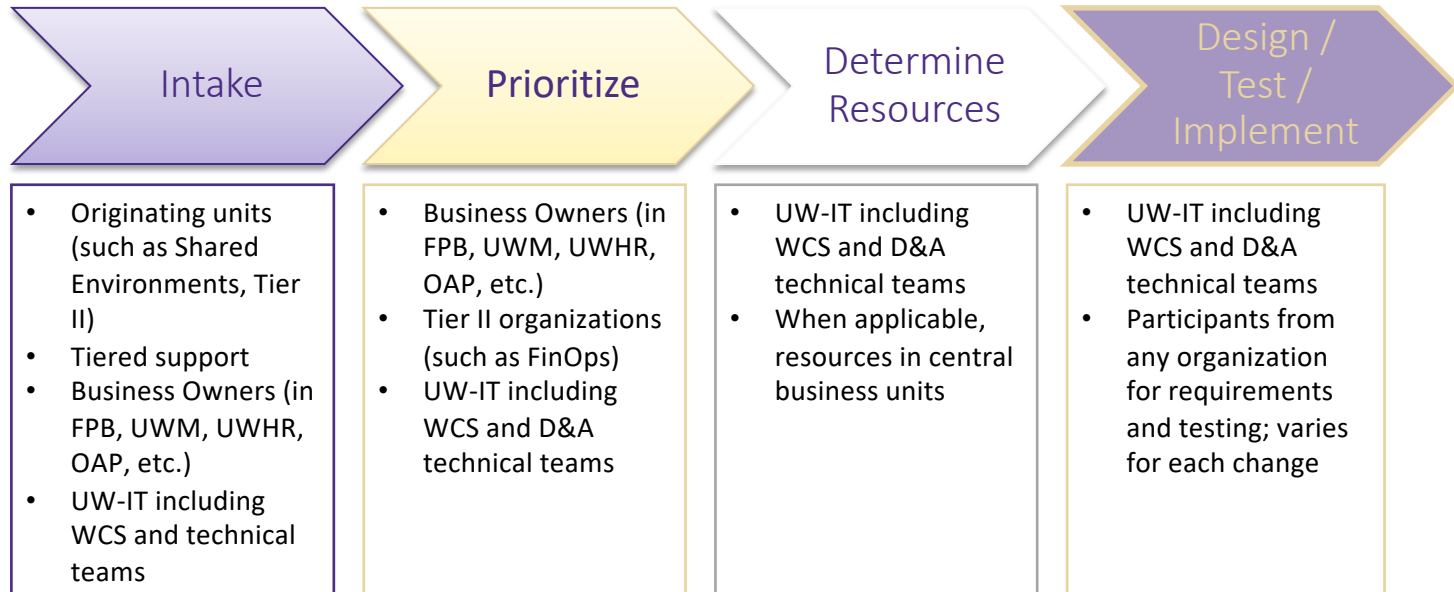 Intake
Prioritize
Determine
Resources
Design /
Test /
Implement
• Originating units
(such as Shared
Environments, Tier
II)
• Tiered support
• Business Owners (in
FPB, UWM, UWHR,
OAP, etc.)
• UW-IT including
WCS and technical
teams
• Business Owners (in
FPB, UWM, UWHR,
OAP, etc.)
• Tier II organizations
(such as FinOps)
• UW-IT including
WCS and D&A
technical teams
• UW-IT including
WCS and D&A
technical teams
• When applicable,
resources in central
business units
• UW-IT including
WCS and D&A
technical teams
• Participants from
any organization
for requirements
and testing; varies
for each change